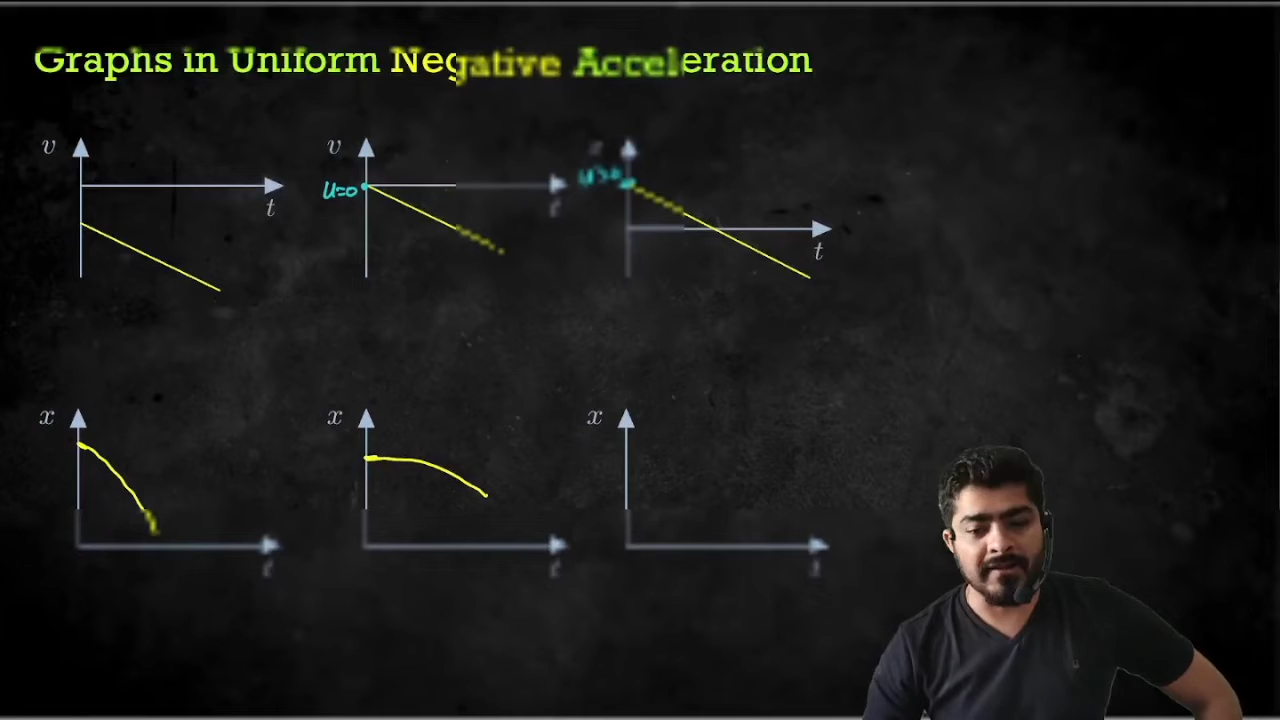 Graphs in Uniform Negative Acceleration
v
v
t
U=0
t
x
x
x